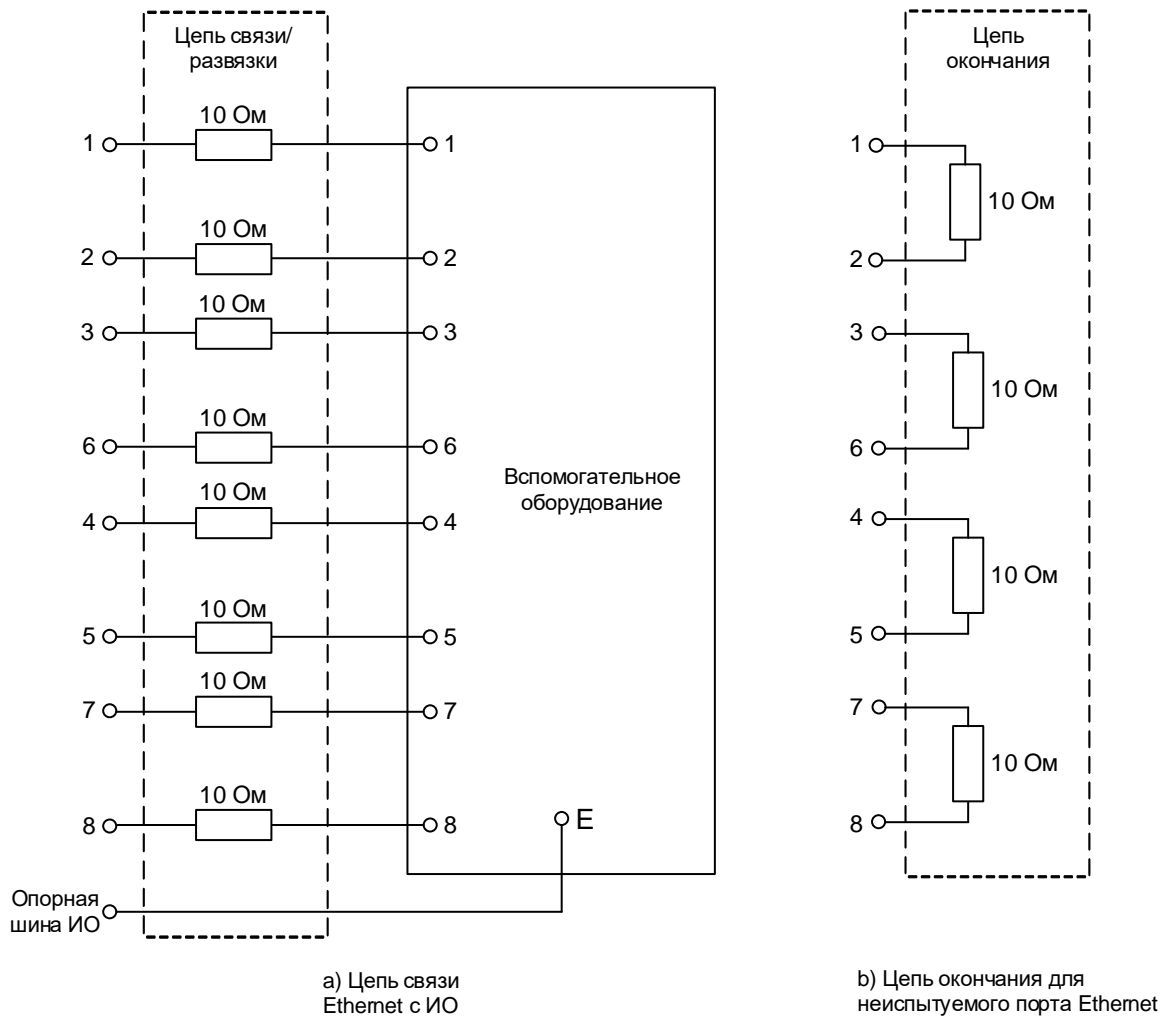 Цепь связи/
развязки
10 Ом
1
1
10 Ом
2
2
10 Ом
3
3
10 Ом
6
6
10 Ом
4
4
10 Ом
5
5
10 Ом
7
7
10 Ом
8
8
Вспомогательное
оборудование
E
Опорная
шина ИО
a) Цепь связи
Ethernet с ИО
Цепь
окончания
1
10 Ом
2
3
10 Ом
6
4
10 Ом
5
7
10 Ом
8
b) Цепь окончания для
неиспытуемого порта Ethernet